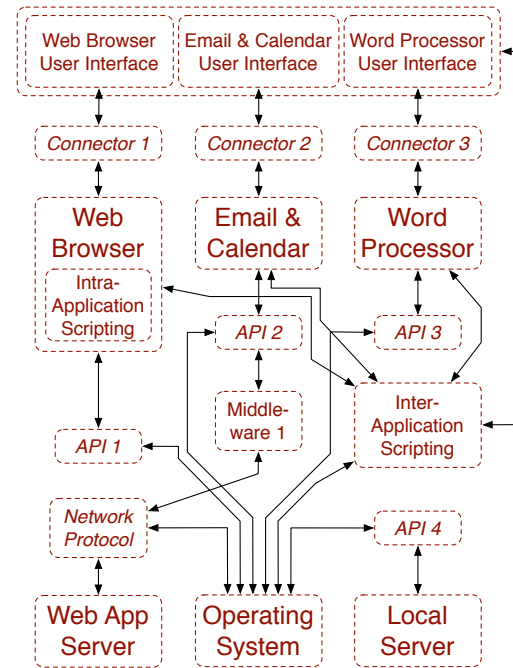 Web Browser
User Interface
Email & Calendar
User Interface
Word Processor
User Interface
Connector 1
Connector 2
Connector 3
Web
Browser
Intra-
Application
Scripting
Email &
Calendar
Word
Processor
API 2
API 3
Middle-
ware 1
Inter-
Application
Scripting
API 1
Network
Protocol
API 4
Web App
Server
Operating
System
Local
Server